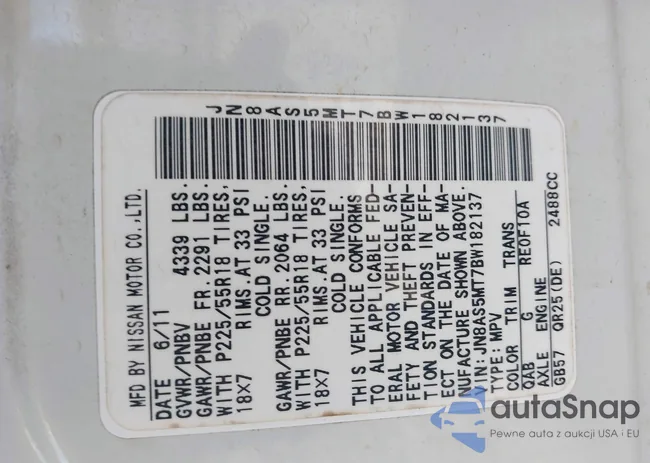 JN8AS5MT7BW182137
MFD BY NISSAN MOTOR CO.,LTD.
DATE 6/11
GVWR/PNBV 4339 LBS.
GAWR/PNBE FR. 2291 LBS.
WITH P225/55R18 TIRES,
18X7 RIMS.AT 33 PSI
COLD SINGLE.
GAWR/PNBE RR. 2064 LBS.
WITH P225/55R18 TIRES,
18X7 RIMS.AT 33 PSI
COLD SINGLE.
THIS VEHICLE CONFORMS
TO ALL APPLICABLE FED-
ERAL MOTOR VEHICLE SA-
FETY AND THEFT PREVEN-
TION STANDARDS IN EFF-
ECT ON THE DATE OF MA-
NUFACTURE SHOWN ABOVE.
VIN: JN8AS5MT7BW182137
TYPE: MPV
COLOR TRIM TRANS
QAB G RE0F10A
AXLE ENGINE
GB57 QR25(DE) 2488CC
autaSnap
Pewne auta z aukcji USA i EU